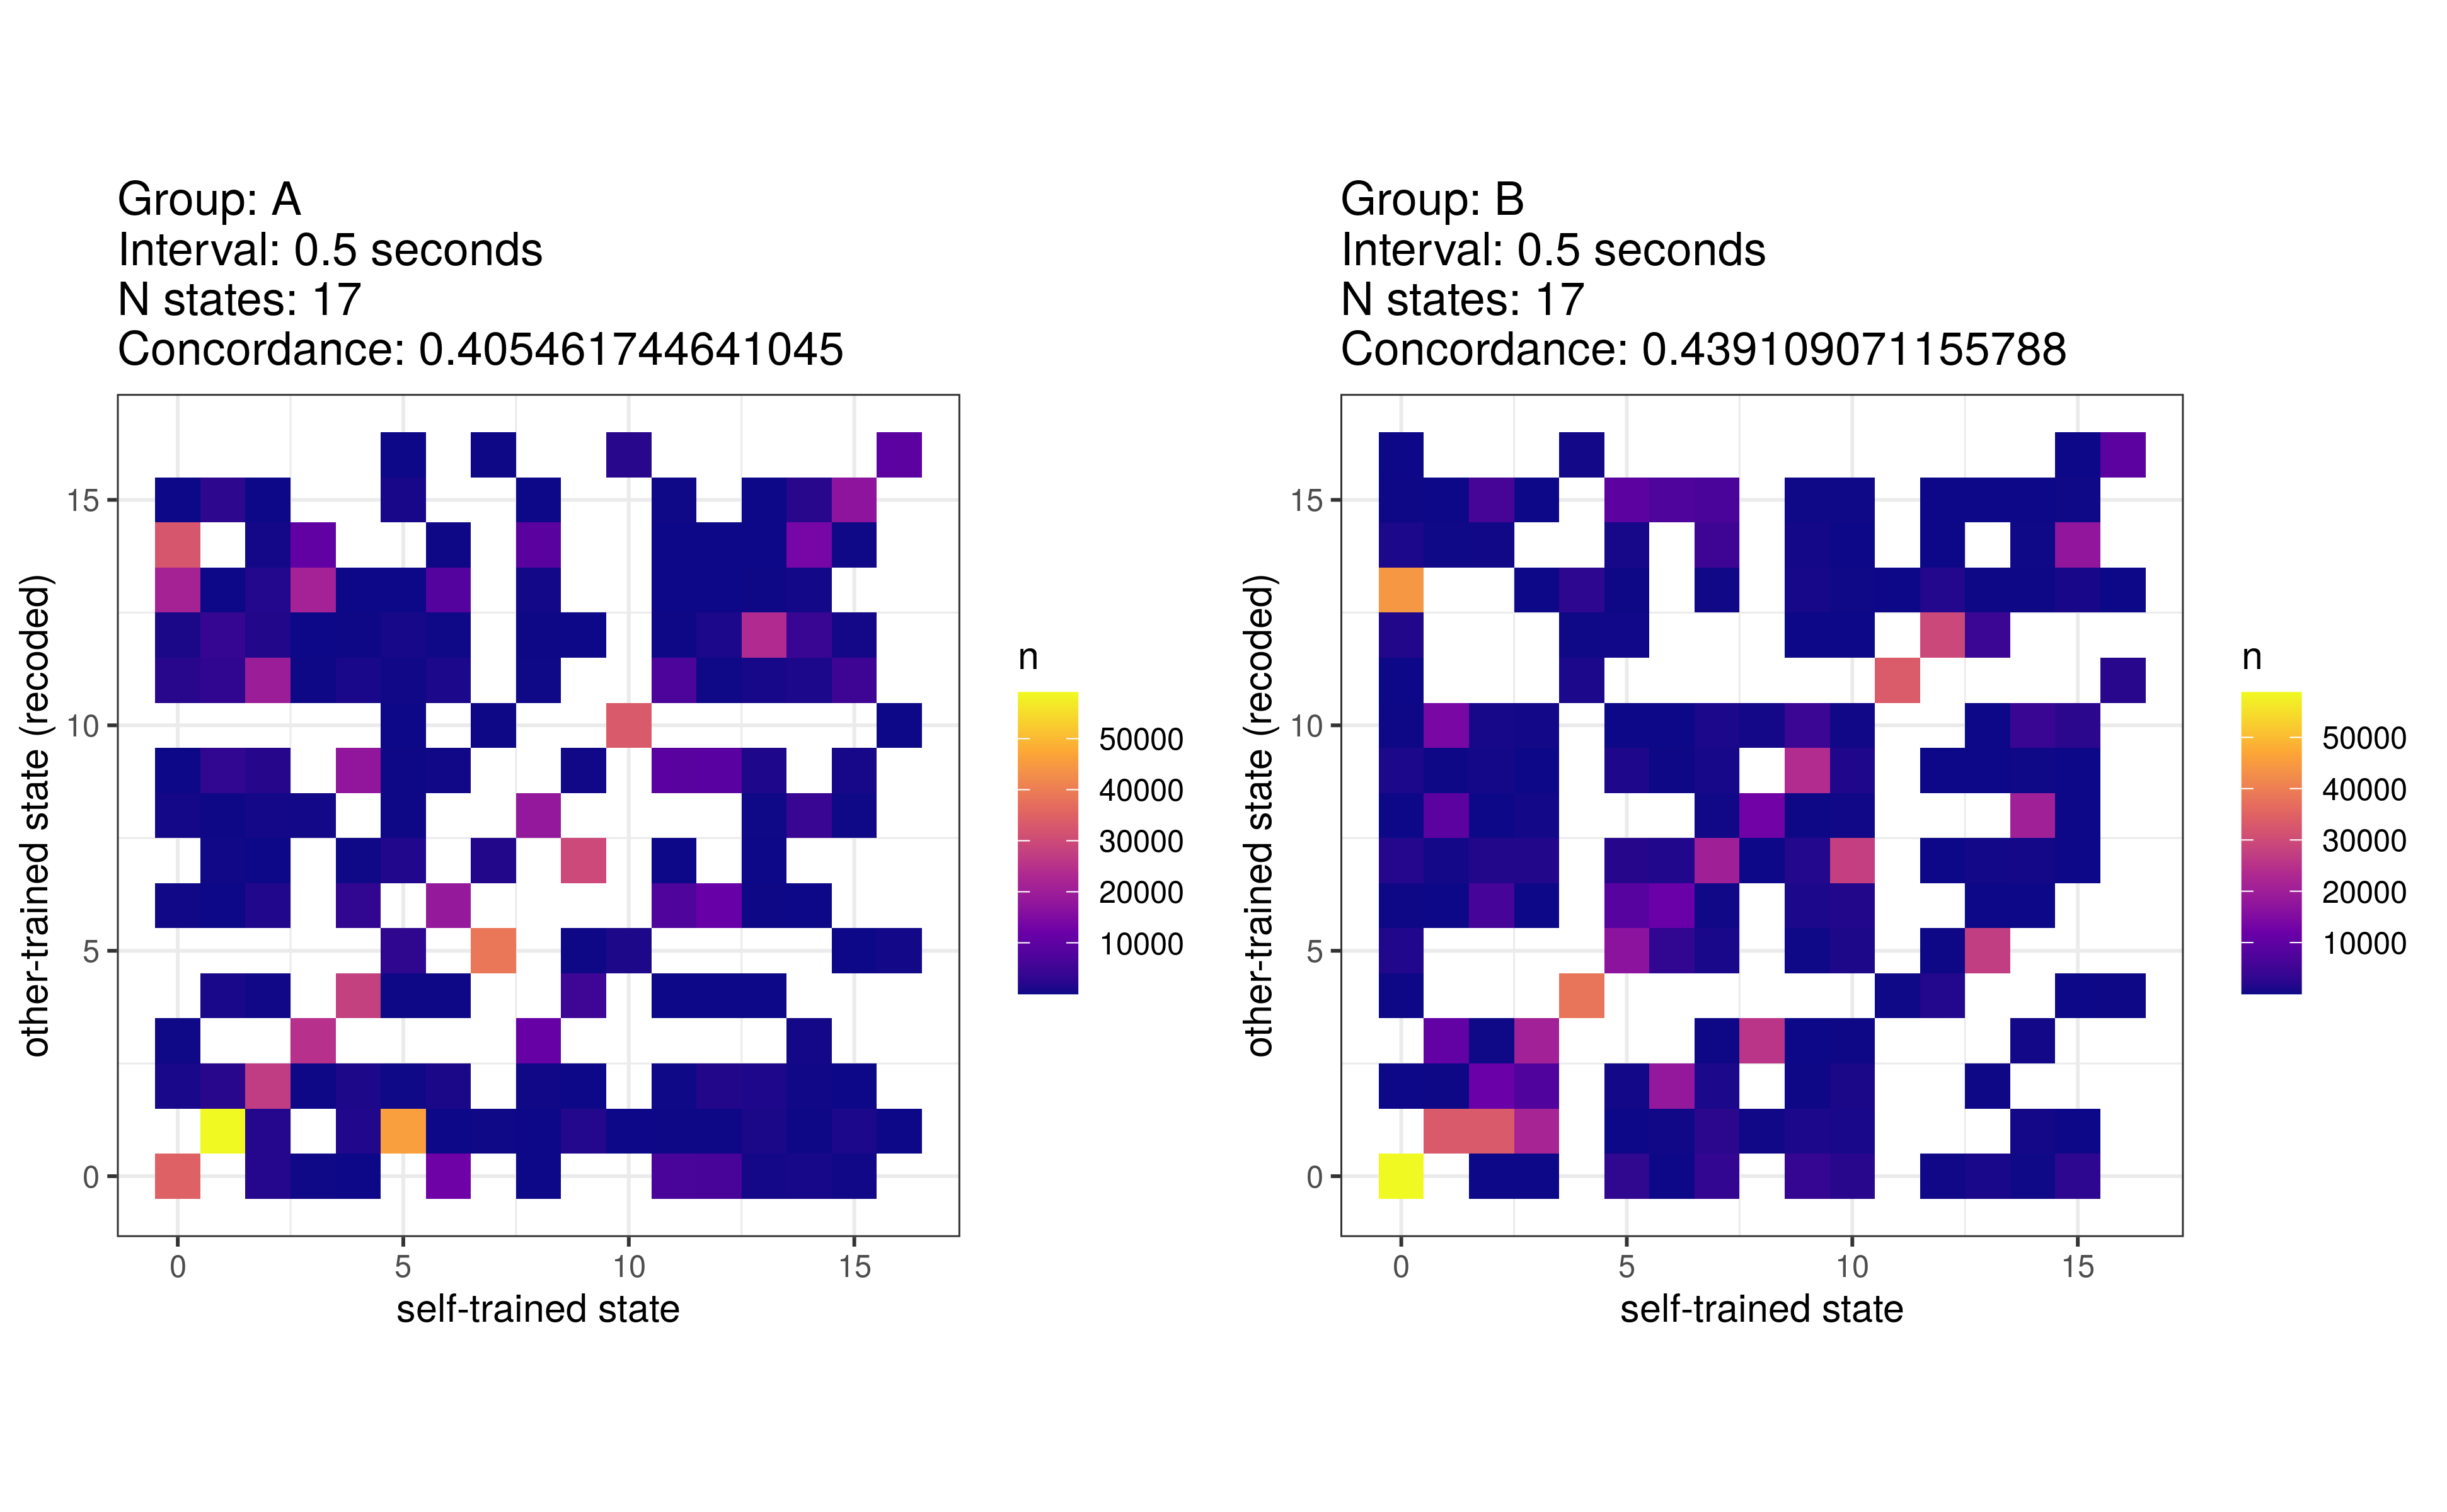 Group: A
Interval: 0.5 seconds
N states: 17
Concordance: 0.405461744641045
other-trained state (recoded)
15
10
5
0
0 5 10 15
self-trained state
n
50000
40000
30000
20000
10000
Group: B
Interval: 0.5 seconds
N states: 17
Concordance: 0.439109071155788
other-trained state (recoded)
15
10
5
0
0 5 10 15
self-trained state
n
50000
40000
30000
20000
10000